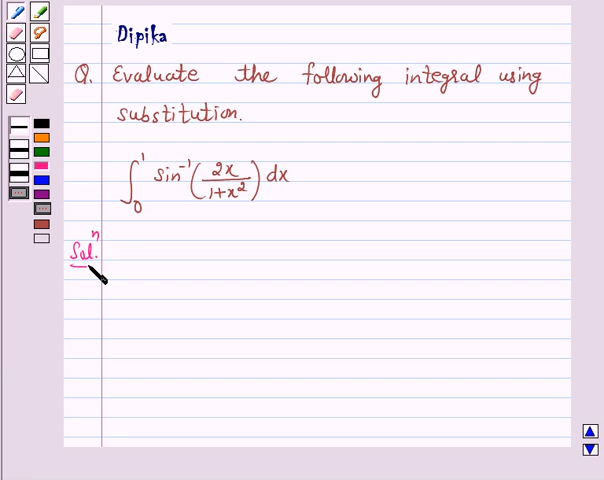 Dipika
Q. Evaluate the following integral using
substitution.
∫₀¹ sin⁻¹(2x/(1+x²)) dx
Solⁿ.